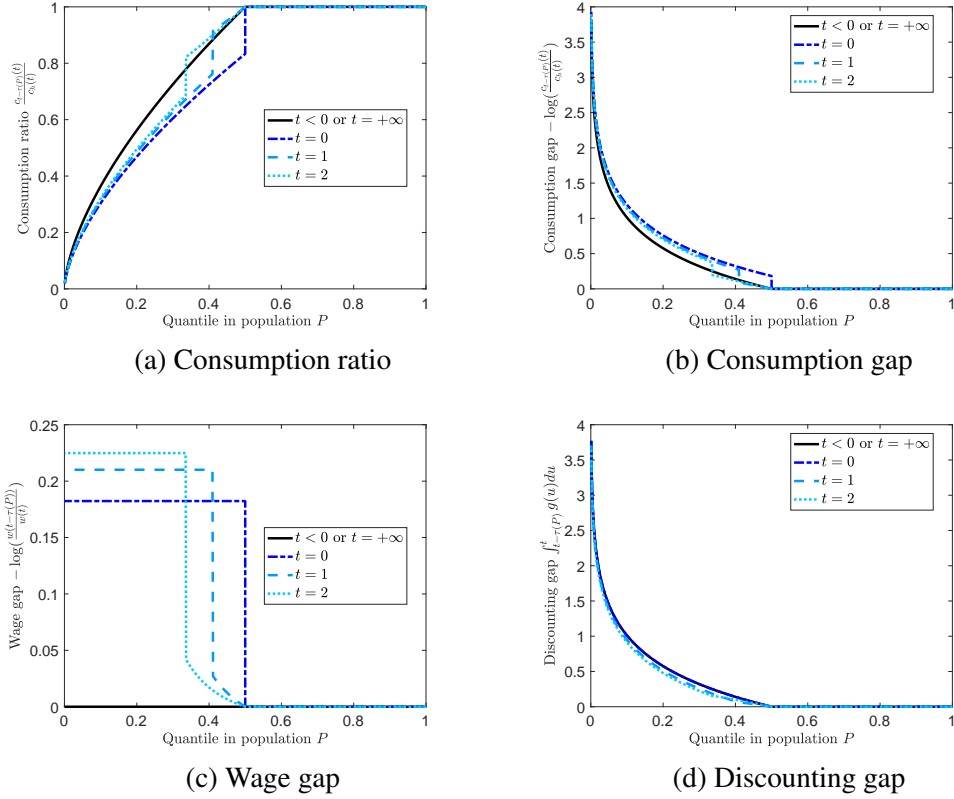 Consumption ratio c_{t−τ(P)}(t) / c_h(t)
1
0.8
0.6
0.4
0.2
0
0 0.2 0.4 0.6 0.8 1
Quantile in population P
t < 0 or t = +∞
t = 0
t = 1
t = 2
(a) Consumption ratio
Consumption gap − log(c_{t−τ(P)}(t) / c_h(t))
4
3.5
3
2.5
2
1.5
1
0.5
0
0 0.2 0.4 0.6 0.8 1
Quantile in population P
t < 0 or t = +∞
t = 0
t = 1
t = 2
(b) Consumption gap
Wage gap − log(w(t−τ(P)) / w(t))
0.25
0.2
0.15
0.1
0.05
0
0 0.2 0.4 0.6 0.8 1
Quantile in population P
t < 0 or t = +∞
t = 0
t = 1
t = 2
(c) Wage gap
Discounting gap ∫_{t−τ(P)}^{t} g(u)du
4
3.5
3
2.5
2
1.5
1
0.5
0
0 0.2 0.4 0.6 0.8 1
Quantile in population P
t < 0 or t = +∞
t = 0
t = 1
t = 2
(d) Discounting gap